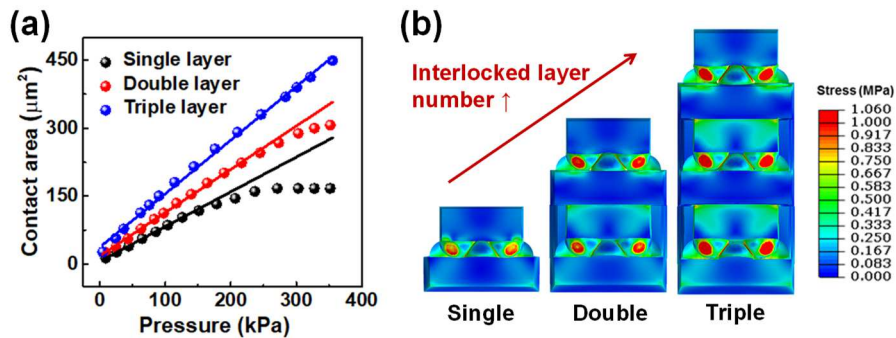 (a)
450
300
150
0
Contact area (μm²)
Single layer
Double layer
Triple layer
0
100
200
300
400
Pressure (kPa)
(b)
Interlocked layer
number ↑
Single
Double
Triple
Stress (MPa)
1.060
1.000
0.917
0.833
0.750
0.667
0.583
0.500
0.417
0.333
0.250
0.167
0.083
0.000